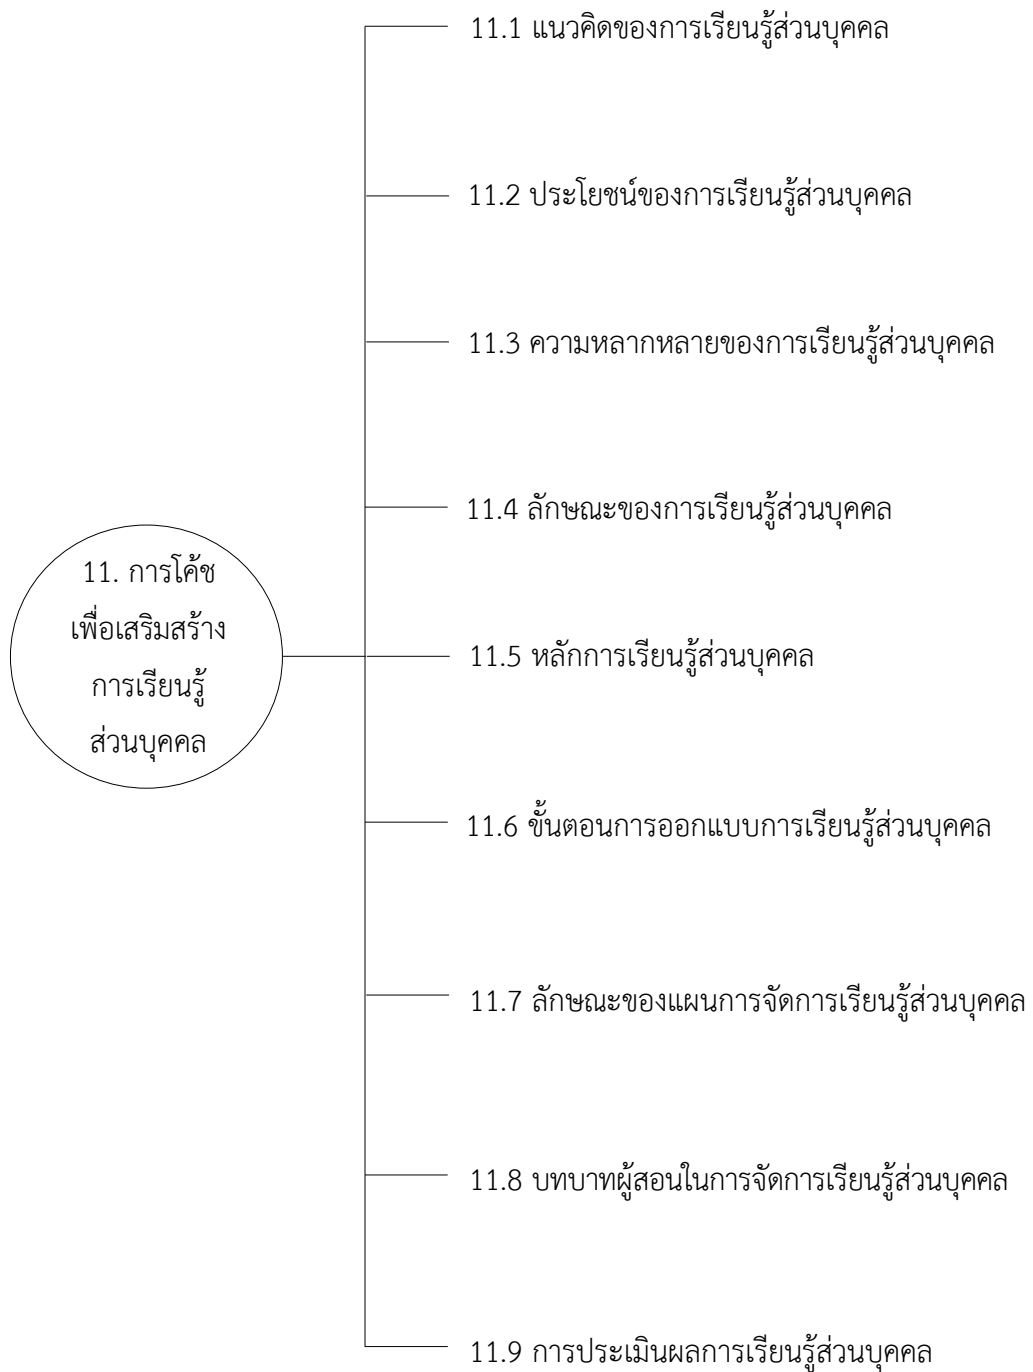 11.1 แนวคิดของการเรียนรู้ส่วนบุคคล
11.2 ประโยชน์ของการเรียนรู้ส่วนบุคคล
11.3 ความหลากหลายของการเรียนรู้ส่วนบุคคล
11.4 ลักษณะของการเรียนรู้ส่วนบุคคล
11. การโค้ช
เพื่อเสริมสร้าง
การเรียนรู้
ส่วนบุคคล
11.5 หลักการเรียนรู้ส่วนบุคคล
11.6 ขั้นตอนการออกแบบการเรียนรู้ส่วนบุคคล
11.7 ลักษณะของแผนการจัดการเรียนรู้ส่วนบุคคล
11.8 บทบาทผู้สอนในการจัดการเรียนรู้ส่วนบุคคล
11.9 การประเมินผลการเรียนรู้ส่วนบุคคล